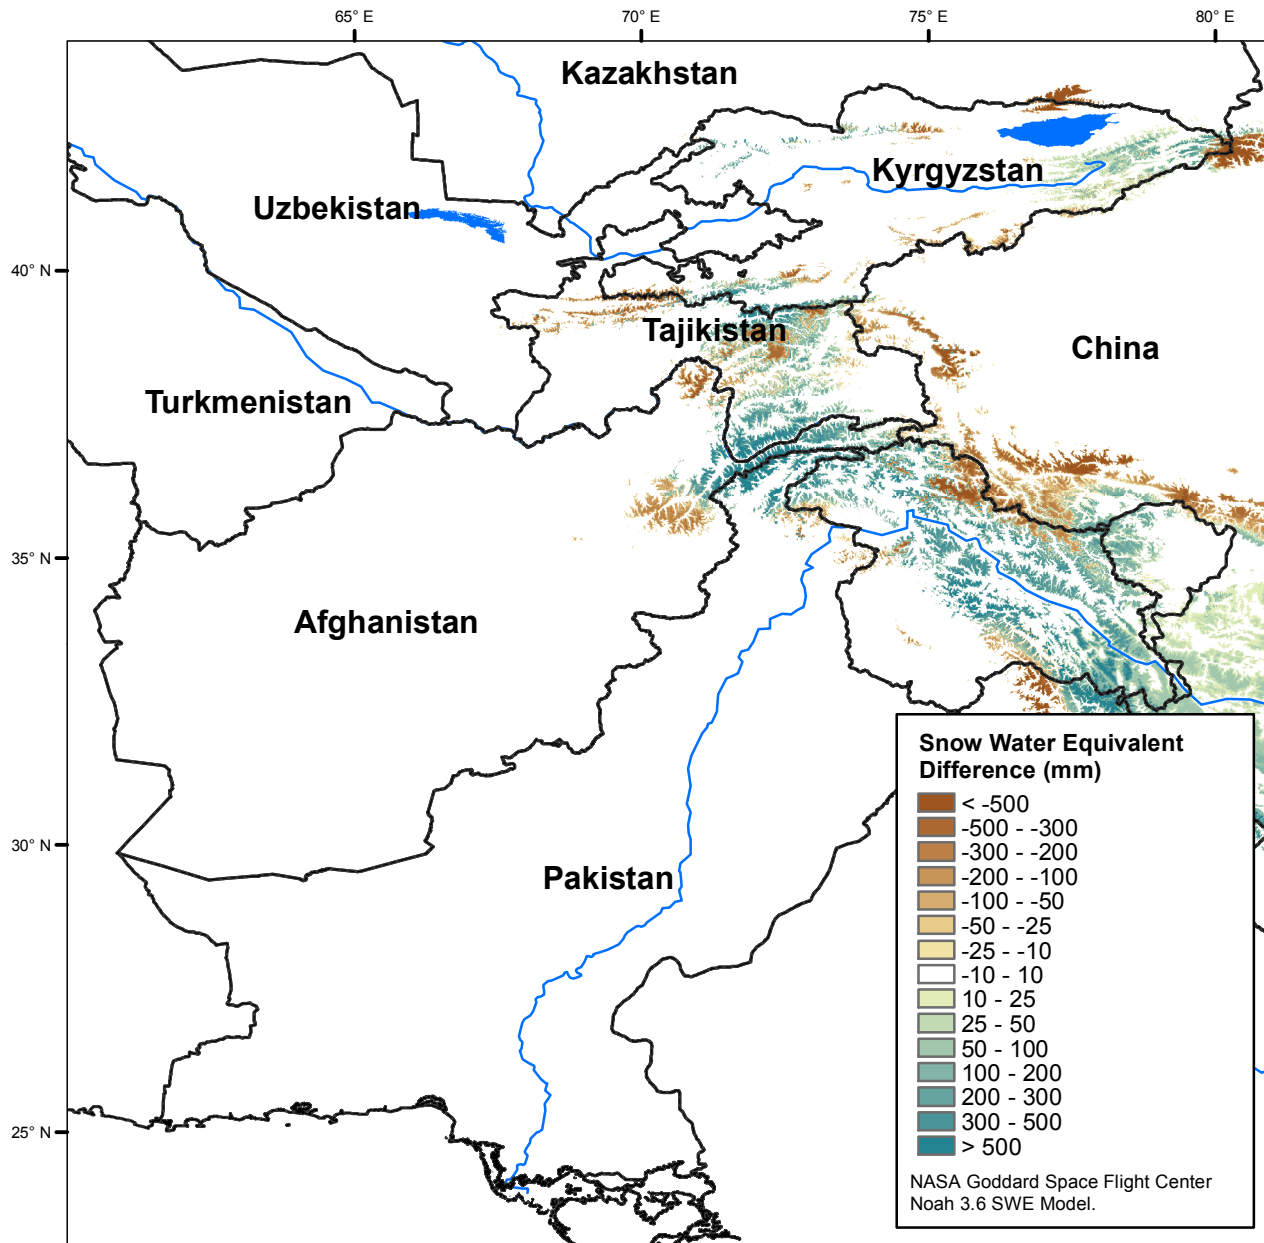 65° E
70° E
75° E
80° E
Kazakhstan
Kyrgyzstan
Uzbekistan
40° N
Tajikistan
China
Turkmenistan
35° N
Afghanistan
Snow Water Equivalent
Difference (mm)
< -500
-500 - -300
-300 - -200
-200 - -100
-100 - -50
-50 - -25
-25 - -10
-10 - 10
10 - 25
25 - 50
50 - 100
100 - 200
200 - 300
300 - 500
> 500
NASA Goddard Space Flight Center
Noah 3.6 SWE Model.
30° N
Pakistan
25° N